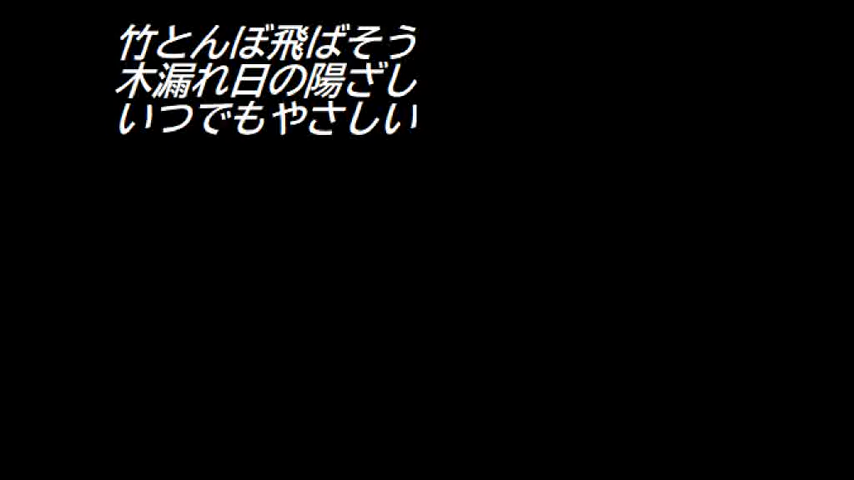 竹とんぼ飛ばそう
木漏れ日の陽ざし
いつでもやさしい